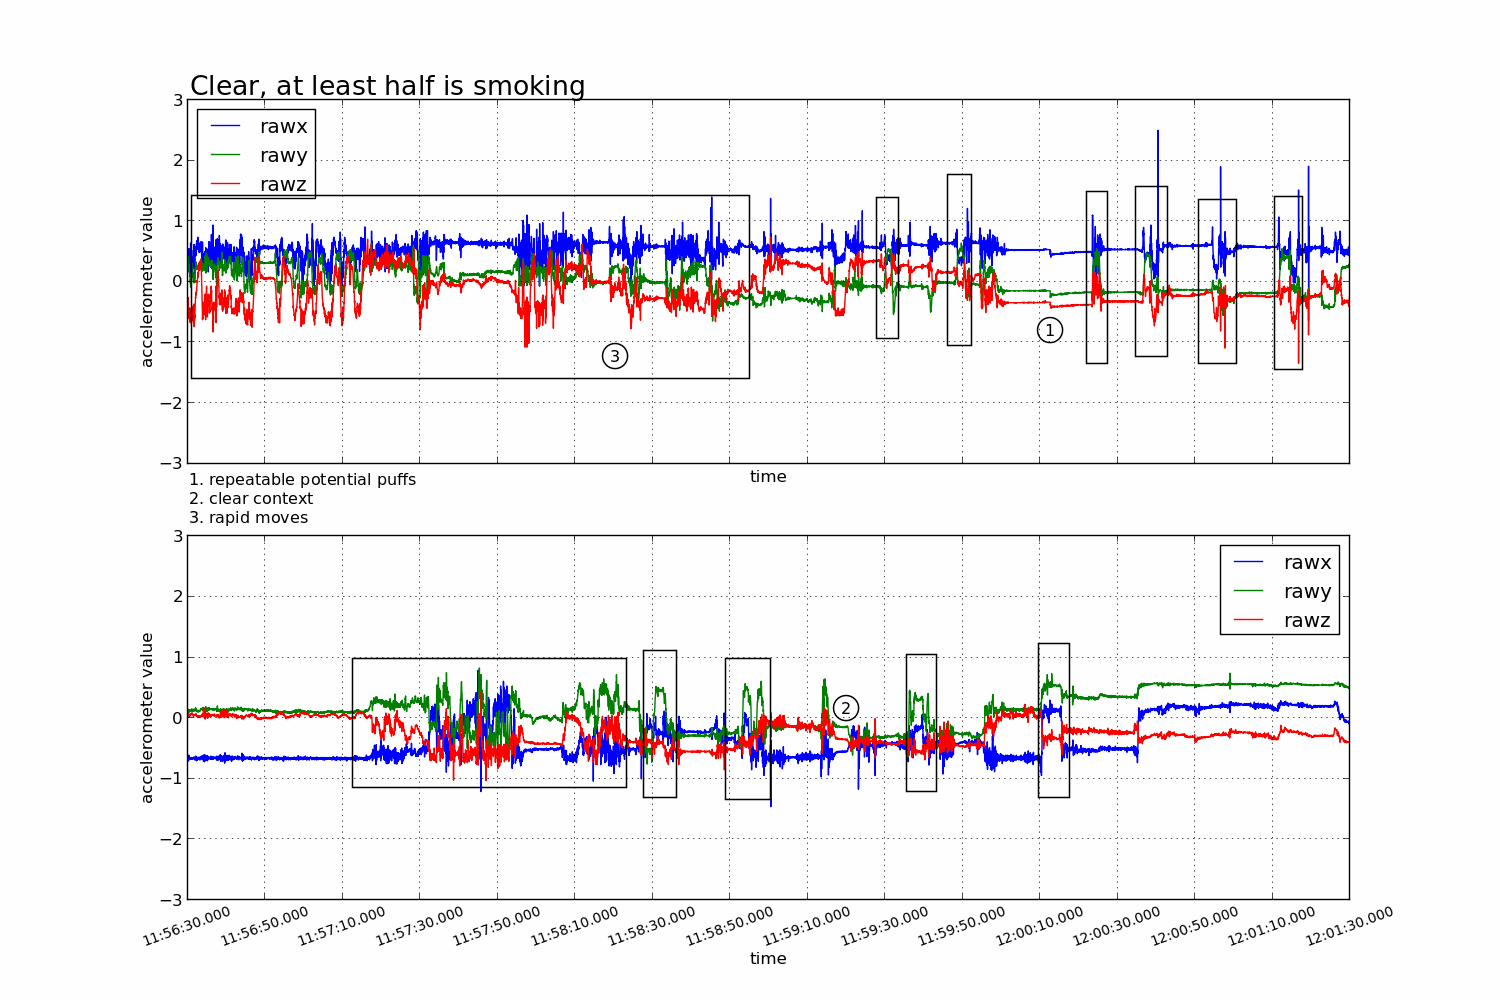 Clear, at least half is smoking
3
2
1
0
−1
−2
−3
accelerometer value
rawx
rawy
rawz
3
1
time
1. repeatable potential puffs
2. clear context
3. rapid moves
3
2
1
0
−1
−2
−3
accelerometer value
rawx
rawy
rawz
2
11:56:30.000
11:56:50.000
11:57:10.000
11:57:30.000
11:57:50.000
11:58:10.000
11:58:30.000
11:58:50.000
11:59:10.000
11:59:30.000
11:59:50.000
12:00:10.000
12:00:30.000
12:00:50.000
12:01:10.000
12:01:30.000
time